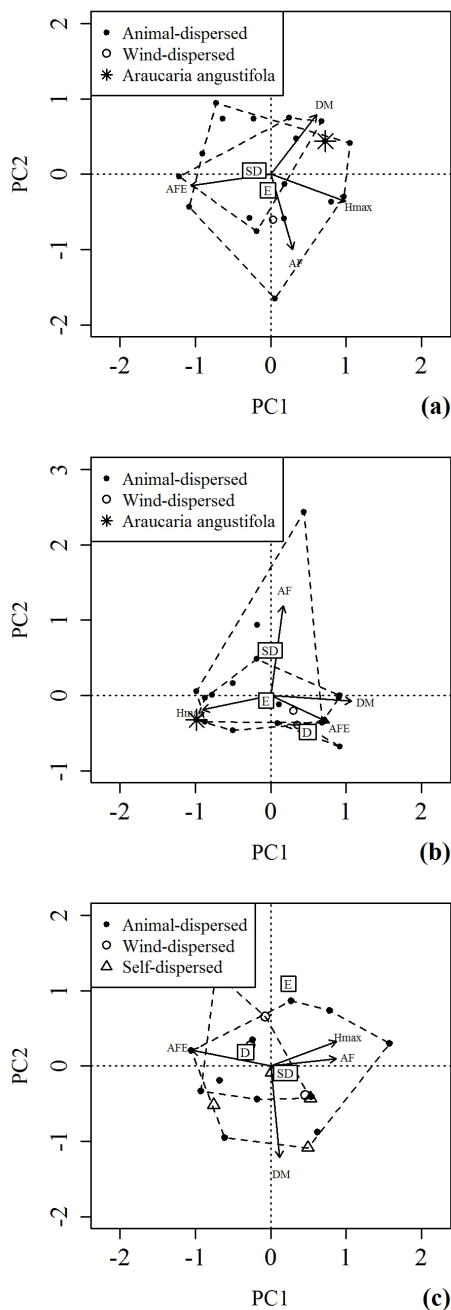 Animal-dispersed
Wind-dispersed
Araucaria angustifola
PC2
2
1
0
-1
-2
DM
SD
AFE
E
Hmax
AF
-2 -1 0 1 2
PC1
(a)
Animal-dispersed
Wind-dispersed
Araucaria angustifola
PC2
3
2
1
0
-1
AF
SD
E
DM
Hmax
AFE
D
-2 -1 0 1 2
PC1
(b)
Animal-dispersed
Wind-dispersed
Self-dispersed
PC2
2
1
0
-1
-2
E
Hmax
AFE
D
AF
SD
DM
-2 -1 0 1 2
PC1
(c)